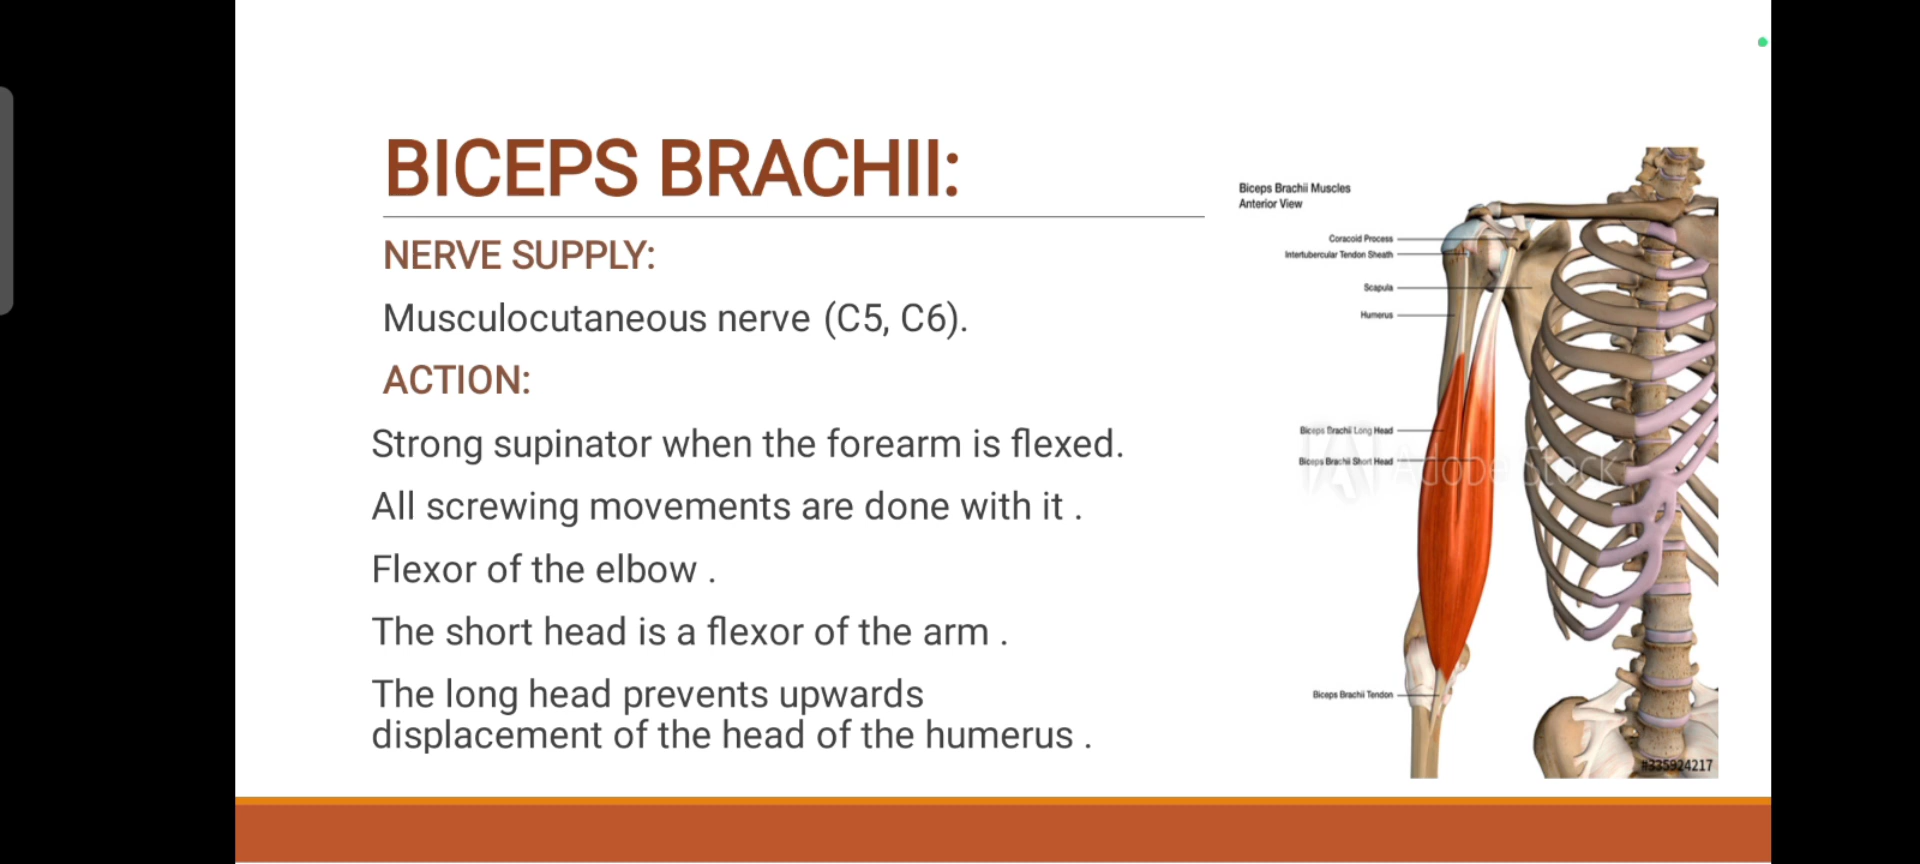 BICEPS BRACHII:
NERVE SUPPLY:
Musculocutaneous nerve (C5, C6).
ACTION:
Strong supinator when the forearm is flexed.
All screwing movements are done with it .
Flexor of the elbow .
The short head is a flexor of the arm .
The long head prevents upwards
displacement of the head of the humerus .
Biceps Brachii Muscles
Anterior View
Coracoid Process
Intertubercular Tendon Sheath
Scapula
Humerus
Biceps Brachii Long Head
Biceps Brachii Short Head
Adobe Stock
Biceps Brachii Tendon
#335924217